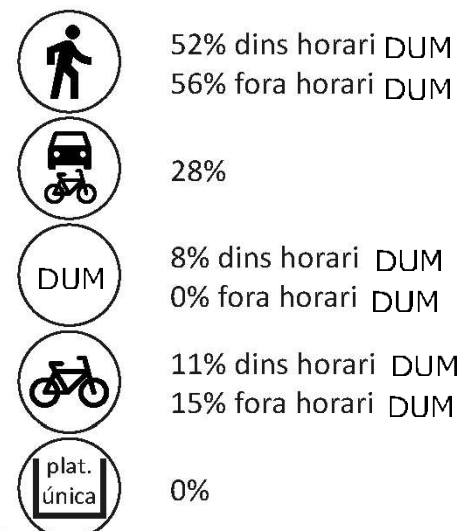 52% dins horari DUM
56% fora horari DUM
28%
DUM
8% dins horari DUM
0% fora horari DUM
11% dins horari DUM
15% fora horari DUM
plat.
única
0%